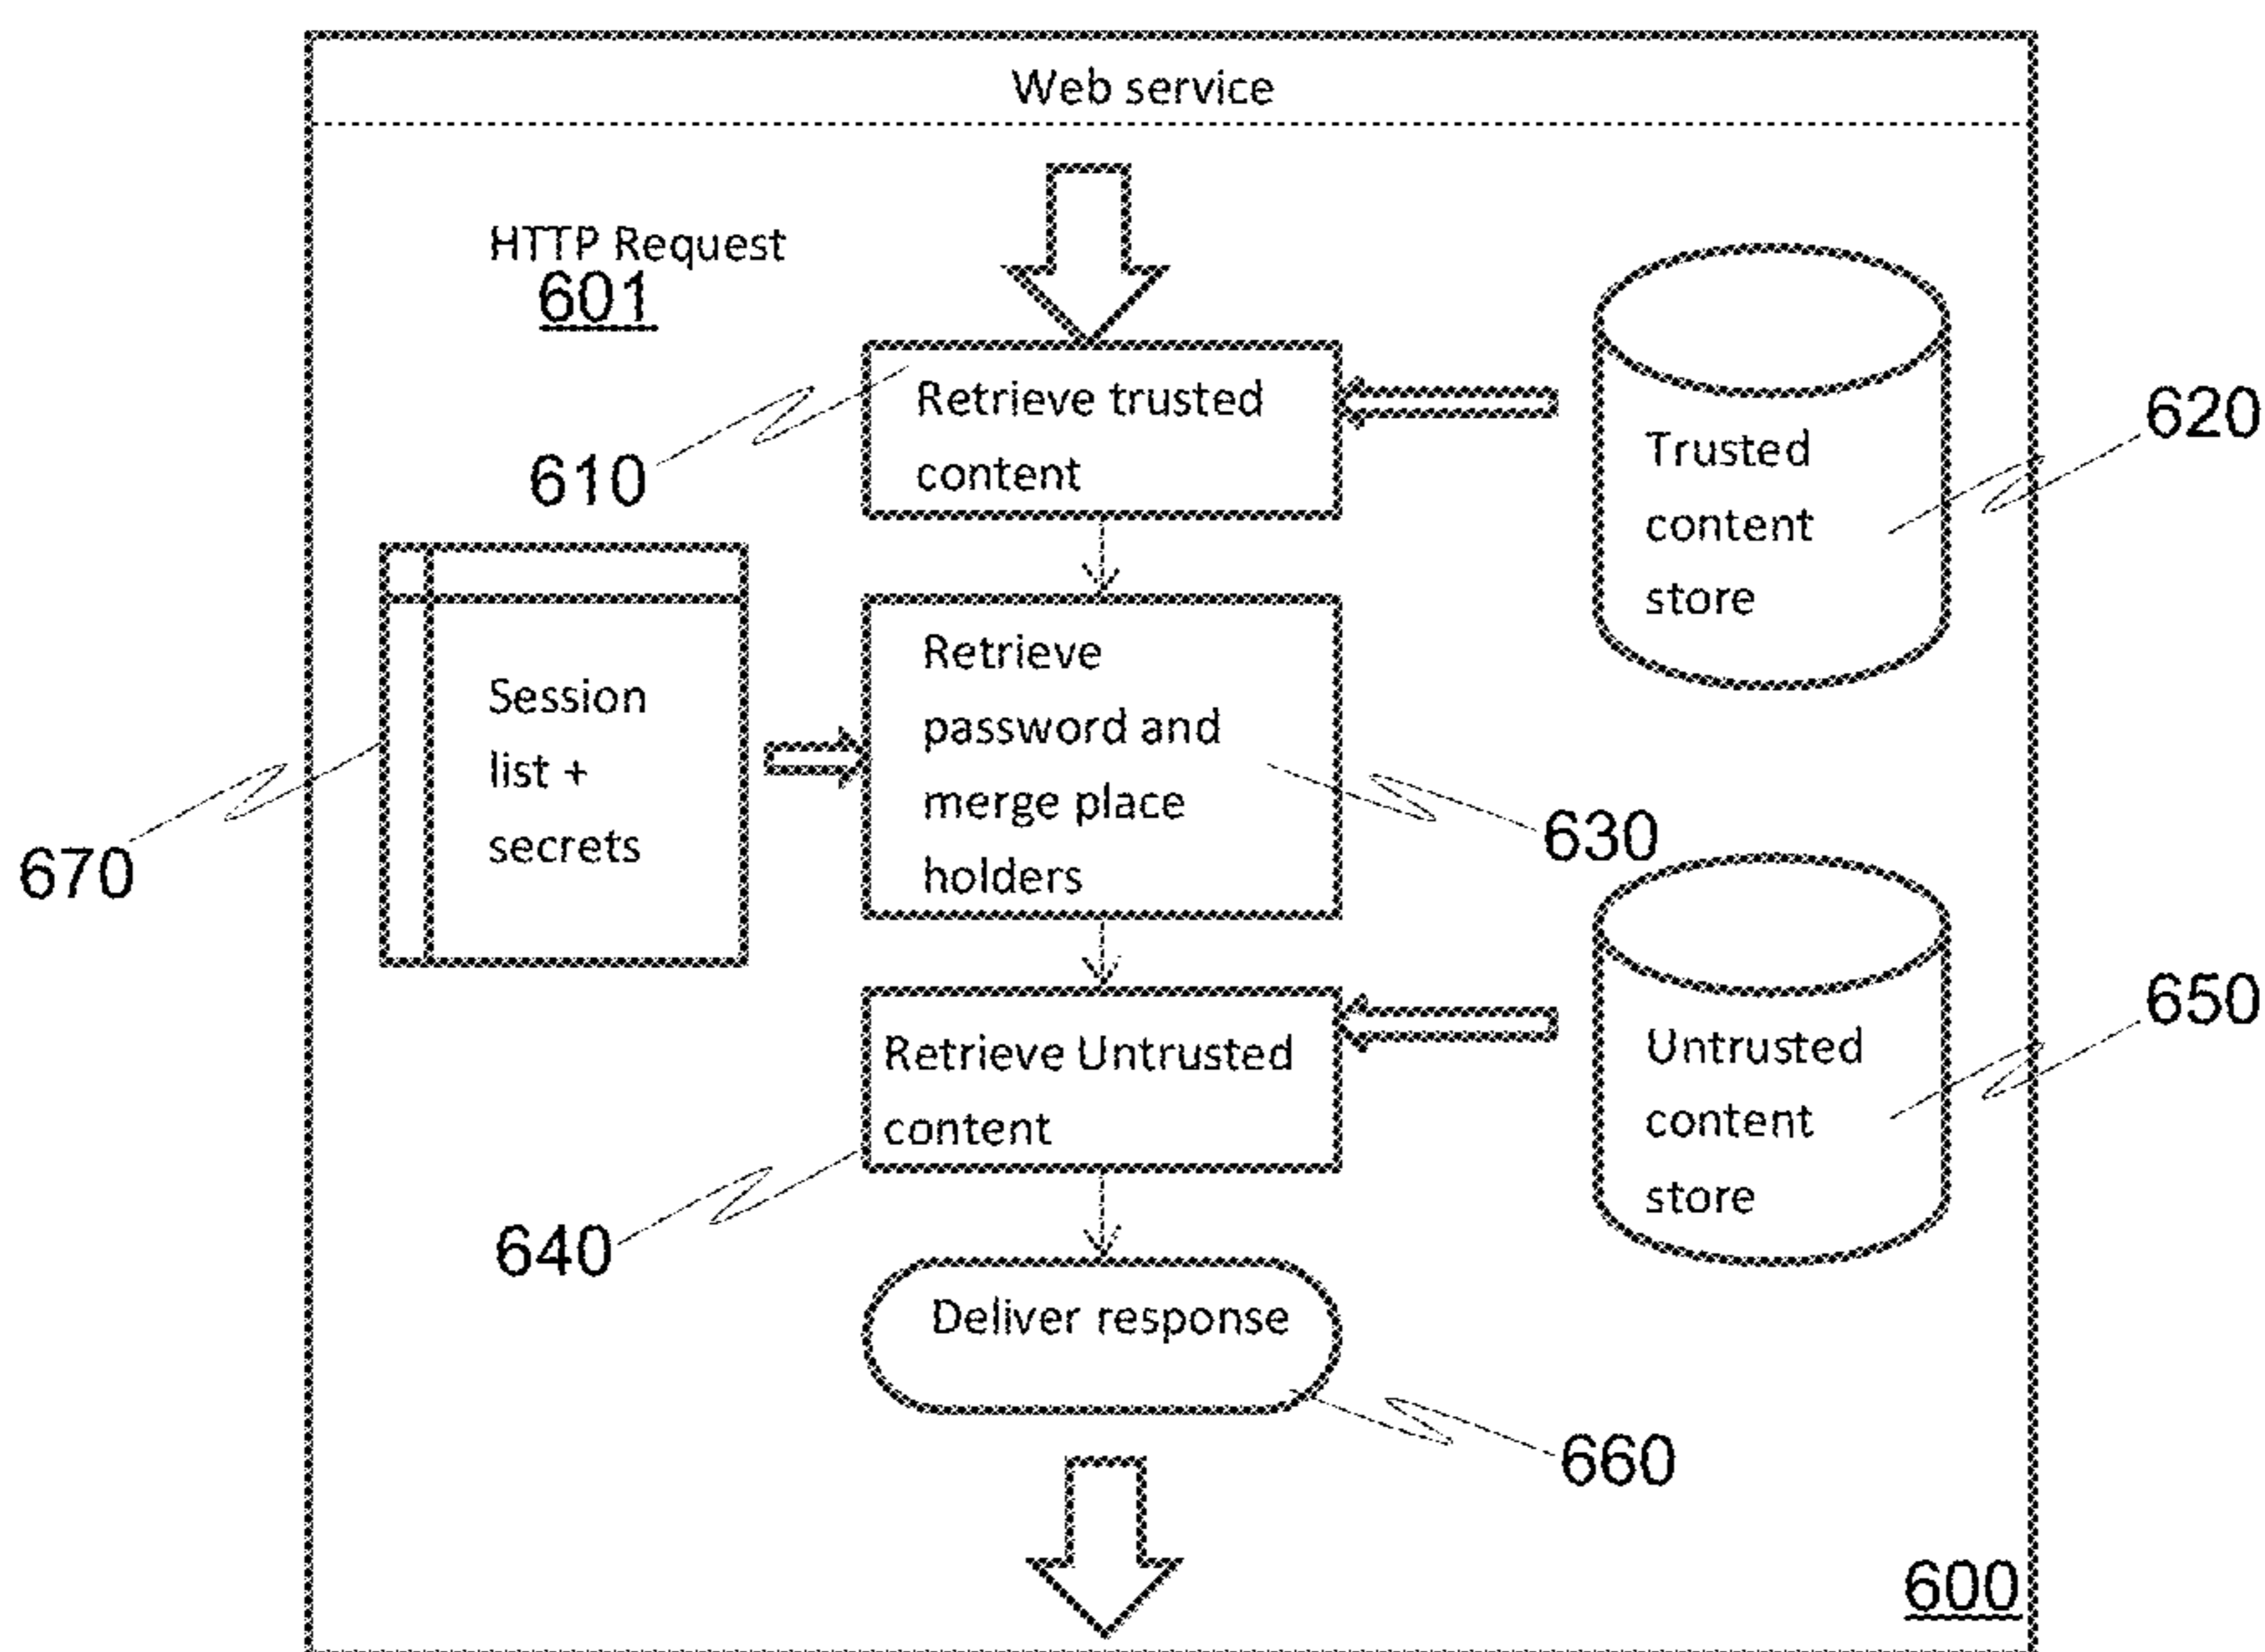 Web service
HTTP Request
601
Retrieve trusted
content
610
Trusted
content
store
620
Session
list +
secrets
670
Retrieve
password and
merge place
holders
630
Retrieve Untrusted
content
640
Untrusted
content
store
650
Deliver response
660
600